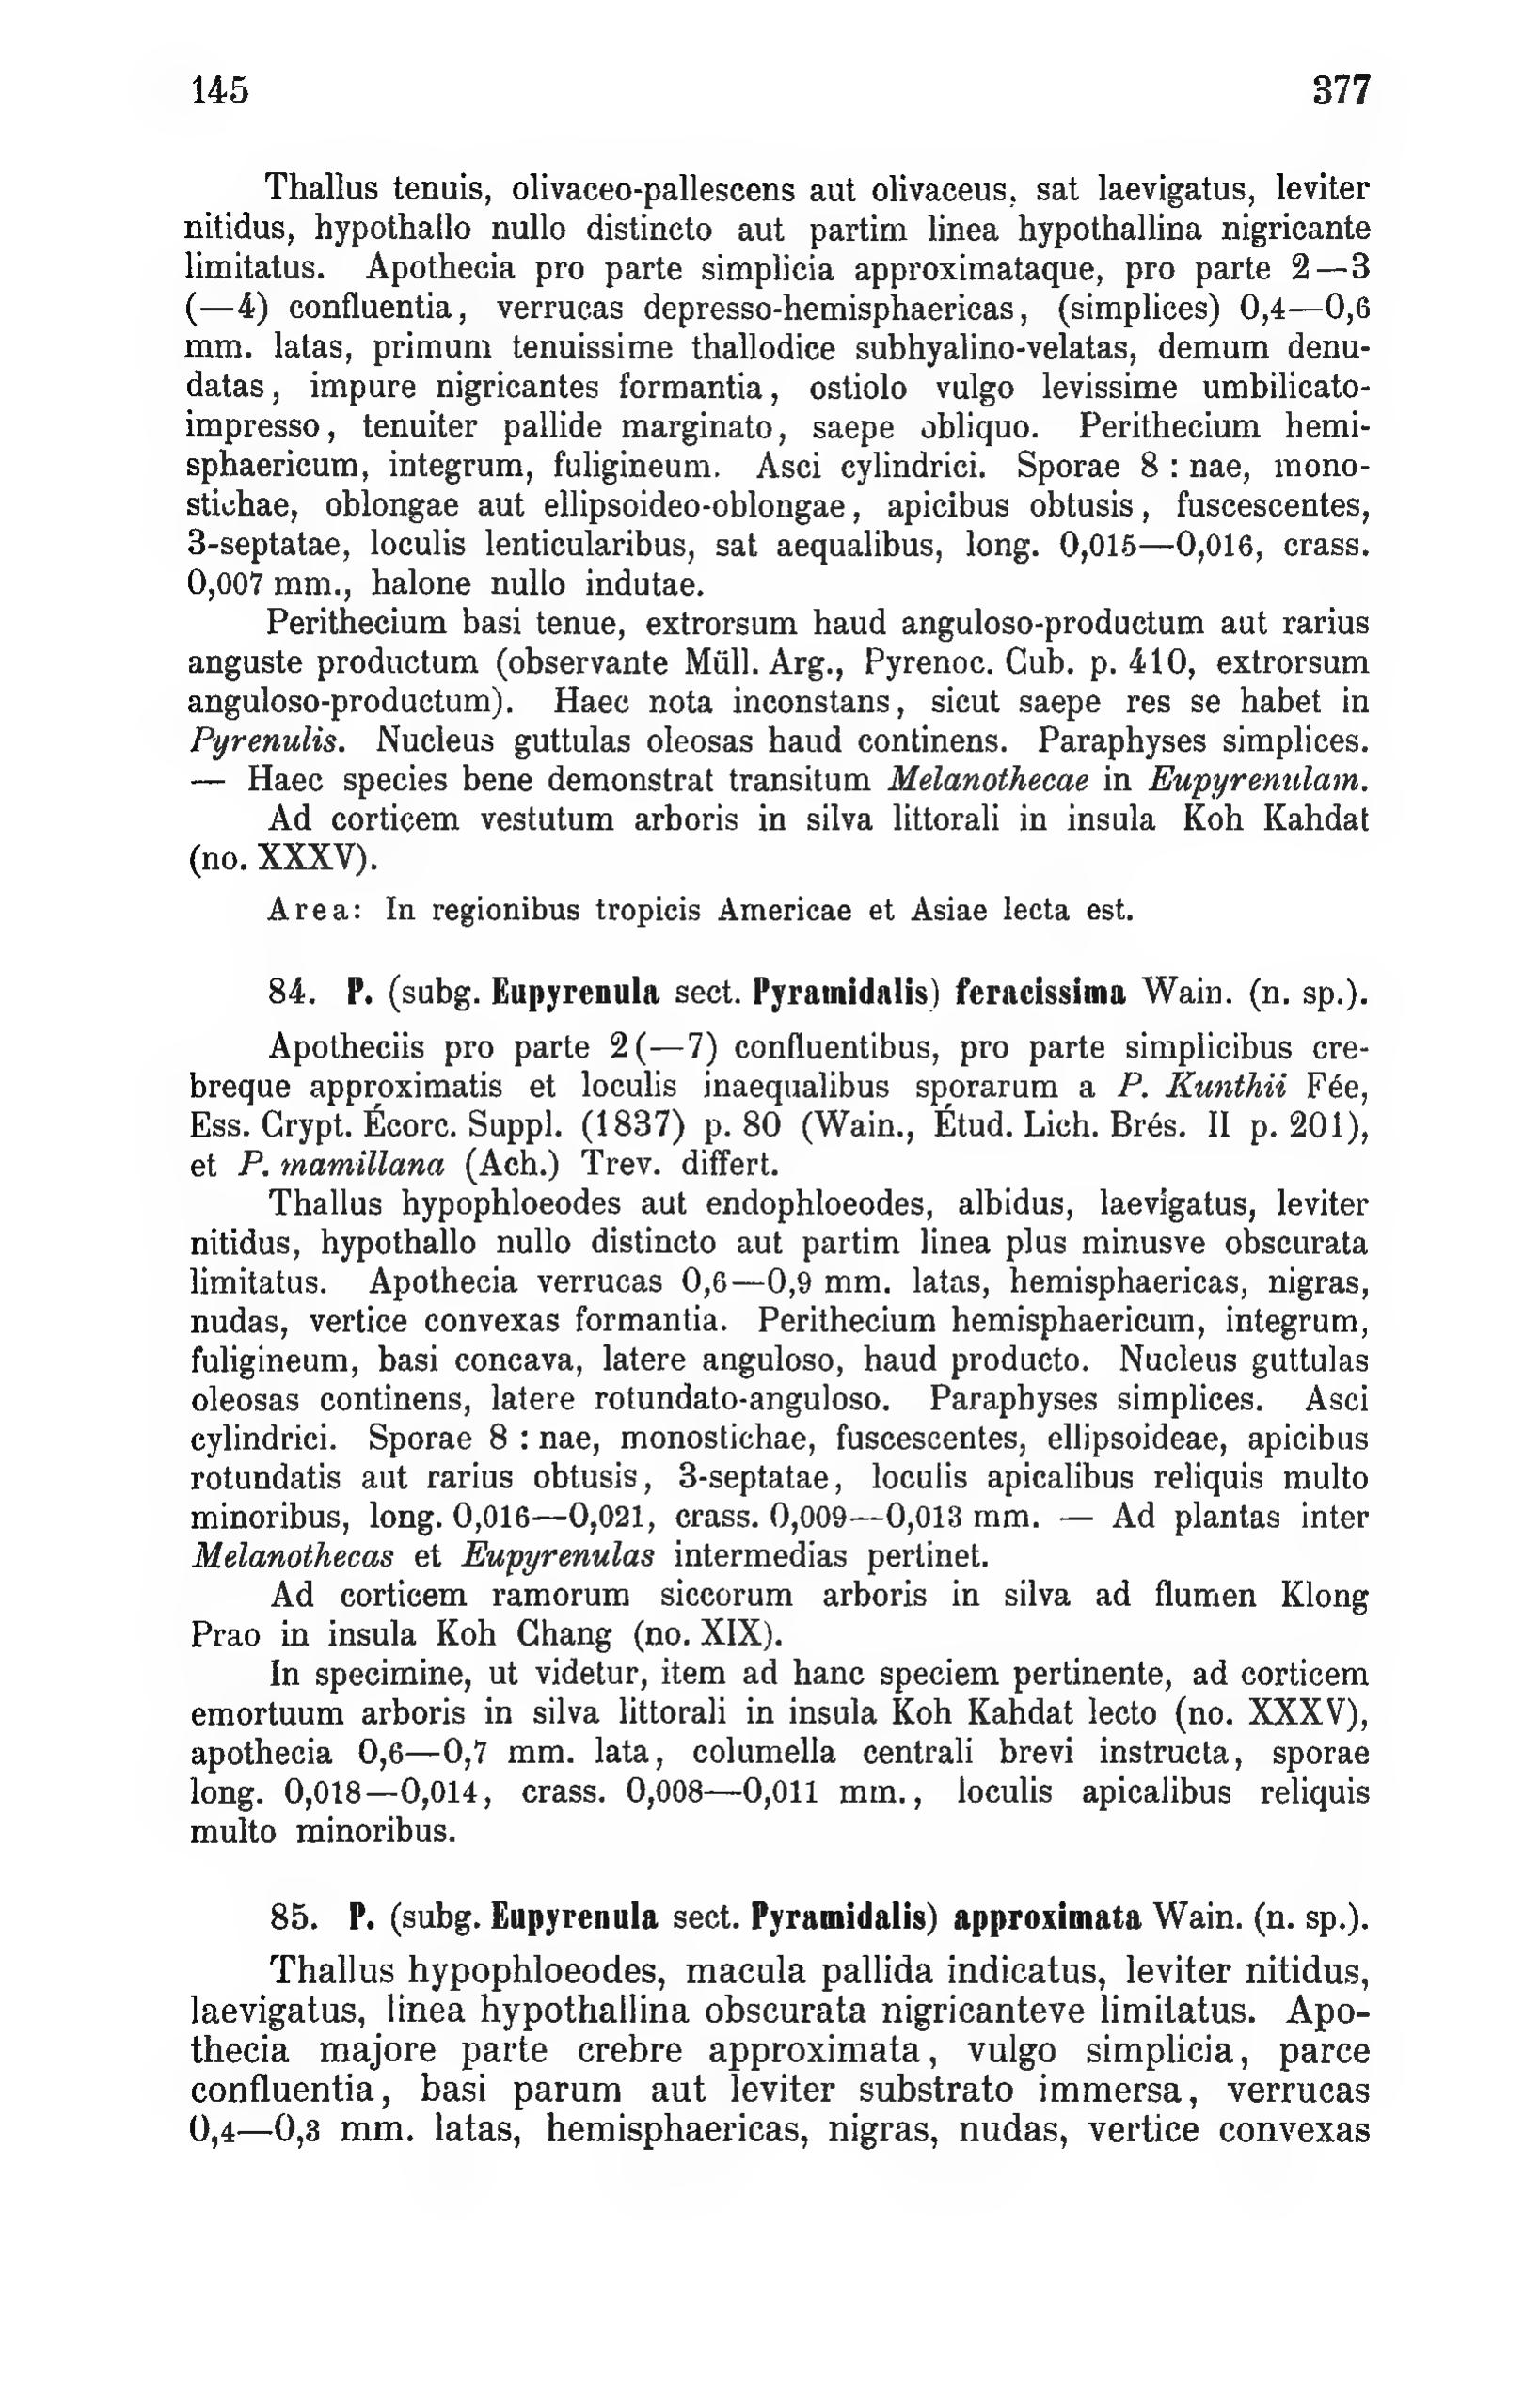 145 377
Thallus tenuis, olivaceo-pallescens aut olivaceus, sat laevigatus, leviter
nitidus, hypothallo nullo distincto aut partim linea hypothallina nigricante
limitatus. Apothecia pro parte simplicia approximataque, pro parte 2—3
(—4) confluentia, verrucas depresso-hemisphaericas, (simplices) 0,4—0,6
mm. latas, primum tenuissime thallodice subhyalino-velatas, demum denu-
datas, impure nigricantes formantia, ostiolo vulgo levissime umbilicato-
impresso, tenuiter pallide marginato, saepe obliquo. Perithecium hemi-
sphaericum, integrum, fuligineum. Asci cylindrici. Sporae 8 : nae, mono-
stichae, oblongae aut ellipsoideo-oblongae, apicibus obtusis, fuscescentes,
3-septatae, loculis lenticularibus, sat aequalibus, long. 0,015—0,016, crass.
0,007 mm., halone nullo indutae.
Perithecium basi tenue, extrorsum haud anguloso-productum aut rarius
anguste productum (observante Müll. Arg., Pyrenoc. Cub. p. 410, extrorsum
anguloso-productum). Haec nota inconstans, sicut saepe res se habet in
Pyrenulis. Nucleus guttulas oleosas haud continens. Paraphyses simplices.
— Haec species bene demonstrat transitum Melanothecae in Eupyrenulam.
Ad corticem vestutum arboris in silva littorali in insula Koh Kahdat
(no. XXXV).
Area: In regionibus tropicis Americae et Asiae lecta est.
84. P. (subg. Eupyrenula sect. Pyramidalis) feracissima Wain. (n. sp.).
Apotheciis pro parte 2 (—7) confluentibus, pro parte simplicibus cre-
breque approximatis et loculis inaequalibus sporarum a P. Kunthii Fée,
Ess. Crypt. Écorc. Suppl. (1837) p. 80 (Wain., Étud. Lich. Brés. II p. 201),
et P. mamillana (Ach.) Trev. differt.
Thallus hypophloeodes aut endophloeodes, albidus, laevigatus, leviter
nitidus, hypothallo nullo distincto aut partim linea plus minusve obscurata
limitatus. Apothecia verrucas 0,6—0,9 mm. latas, hemisphaericas, nigras,
nudas, vertice convexas formantia. Perithecium hemisphaericum, integrum,
fuligineum, basi concava, latere anguloso, haud producto. Nucleus guttulas
oleosas continens, latere rotundato-anguloso. Paraphyses simplices. Asci
cylindrici. Sporae 8 : nae, monostichae, fuscescentes, ellipsoideae, apicibus
rotundatis aut rarius obtusis, 3-septatae, loculis apicalibus reliquis multo
minoribus, long. 0,016—0,021, crass. 0,009—0,013 mm. — Ad plantas inter
Melanothecas et Eupyrenulas intermedias pertinet.
Ad corticem ramorum siccorum arboris in silva ad flumen Klong
Prao in insula Koh Chang (no. XIX).
In specimine, ut videtur, item ad hanc speciem pertinente, ad corticem
emortuum arboris in silva littorali in insula Koh Kahdat lecto (no. XXXV),
apothecia 0,6—0,7 mm. lata, columella centrali brevi instructa, sporae
long. 0,018—0,014, crass. 0,008—0,011 mm., loculis apicalibus reliquis
multo minoribus.
85. P. (subg. Eupyrenula sect. Pyramidalis) approximata Wain. (n. sp.).
Thallus hypophloeodes, macula pallida indicatus, leviter nitidus,
laevigatus, linea hypothallina obscurata nigricanteve limitatus. Apo-
thecia majore parte crebre approximata, vulgo simplicia, parce
confluentia, basi parum aut leviter substrato immersa, verrucas
0,4—0,3 mm. latas, hemisphaericas, nigras, nudas, vertice convexas